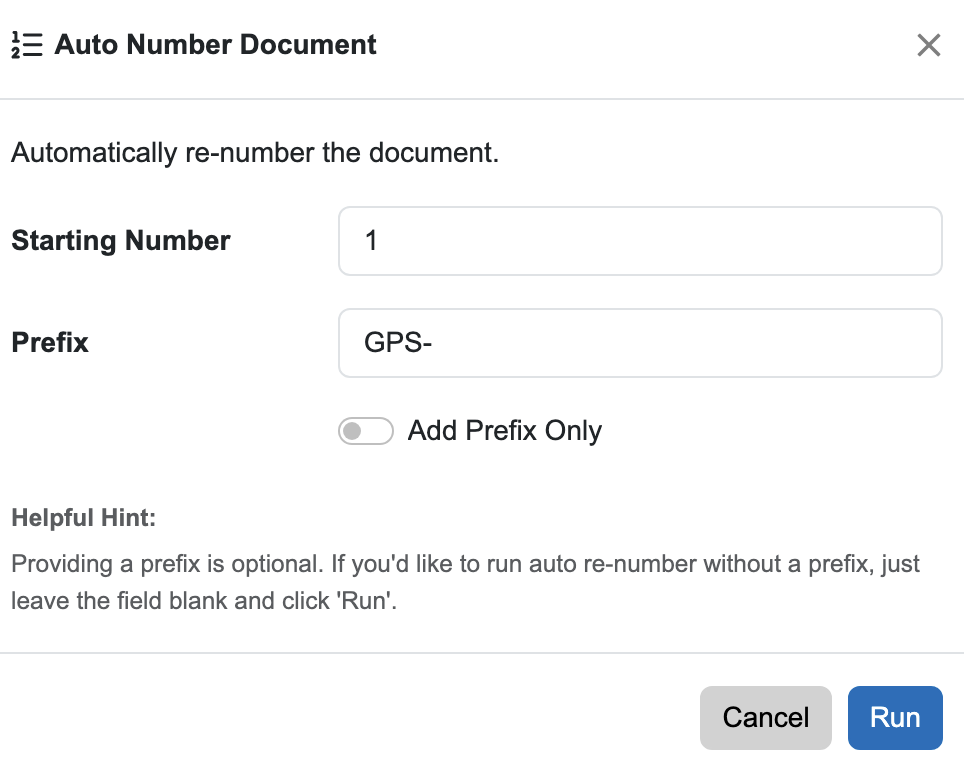 Auto Number Document
Automatically re-number the document.
Starting Number
1
Prefix
GPS-
Add Prefix Only
Helpful Hint:
Providing a prefix is optional. If you'd like to run auto re-number without a prefix, just
leave the field blank and click 'Run'.
Cancel
Run